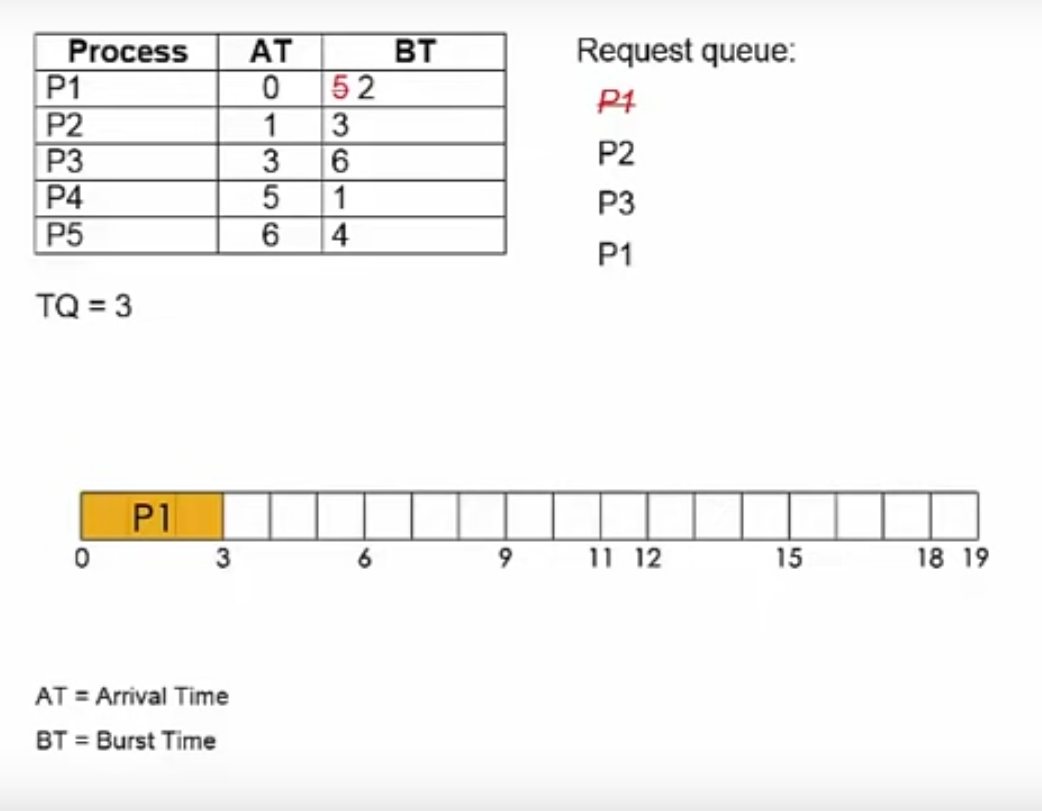 Process AT BT
P1 0 5 2
P2 1 3
P3 3 6
P4 5 1
P5 6 4
Request queue:
P1
P2
P3
P1
TQ = 3
P1
0 3 6 9 11 12 15 18 19
AT = Arrival Time
BT = Burst Time